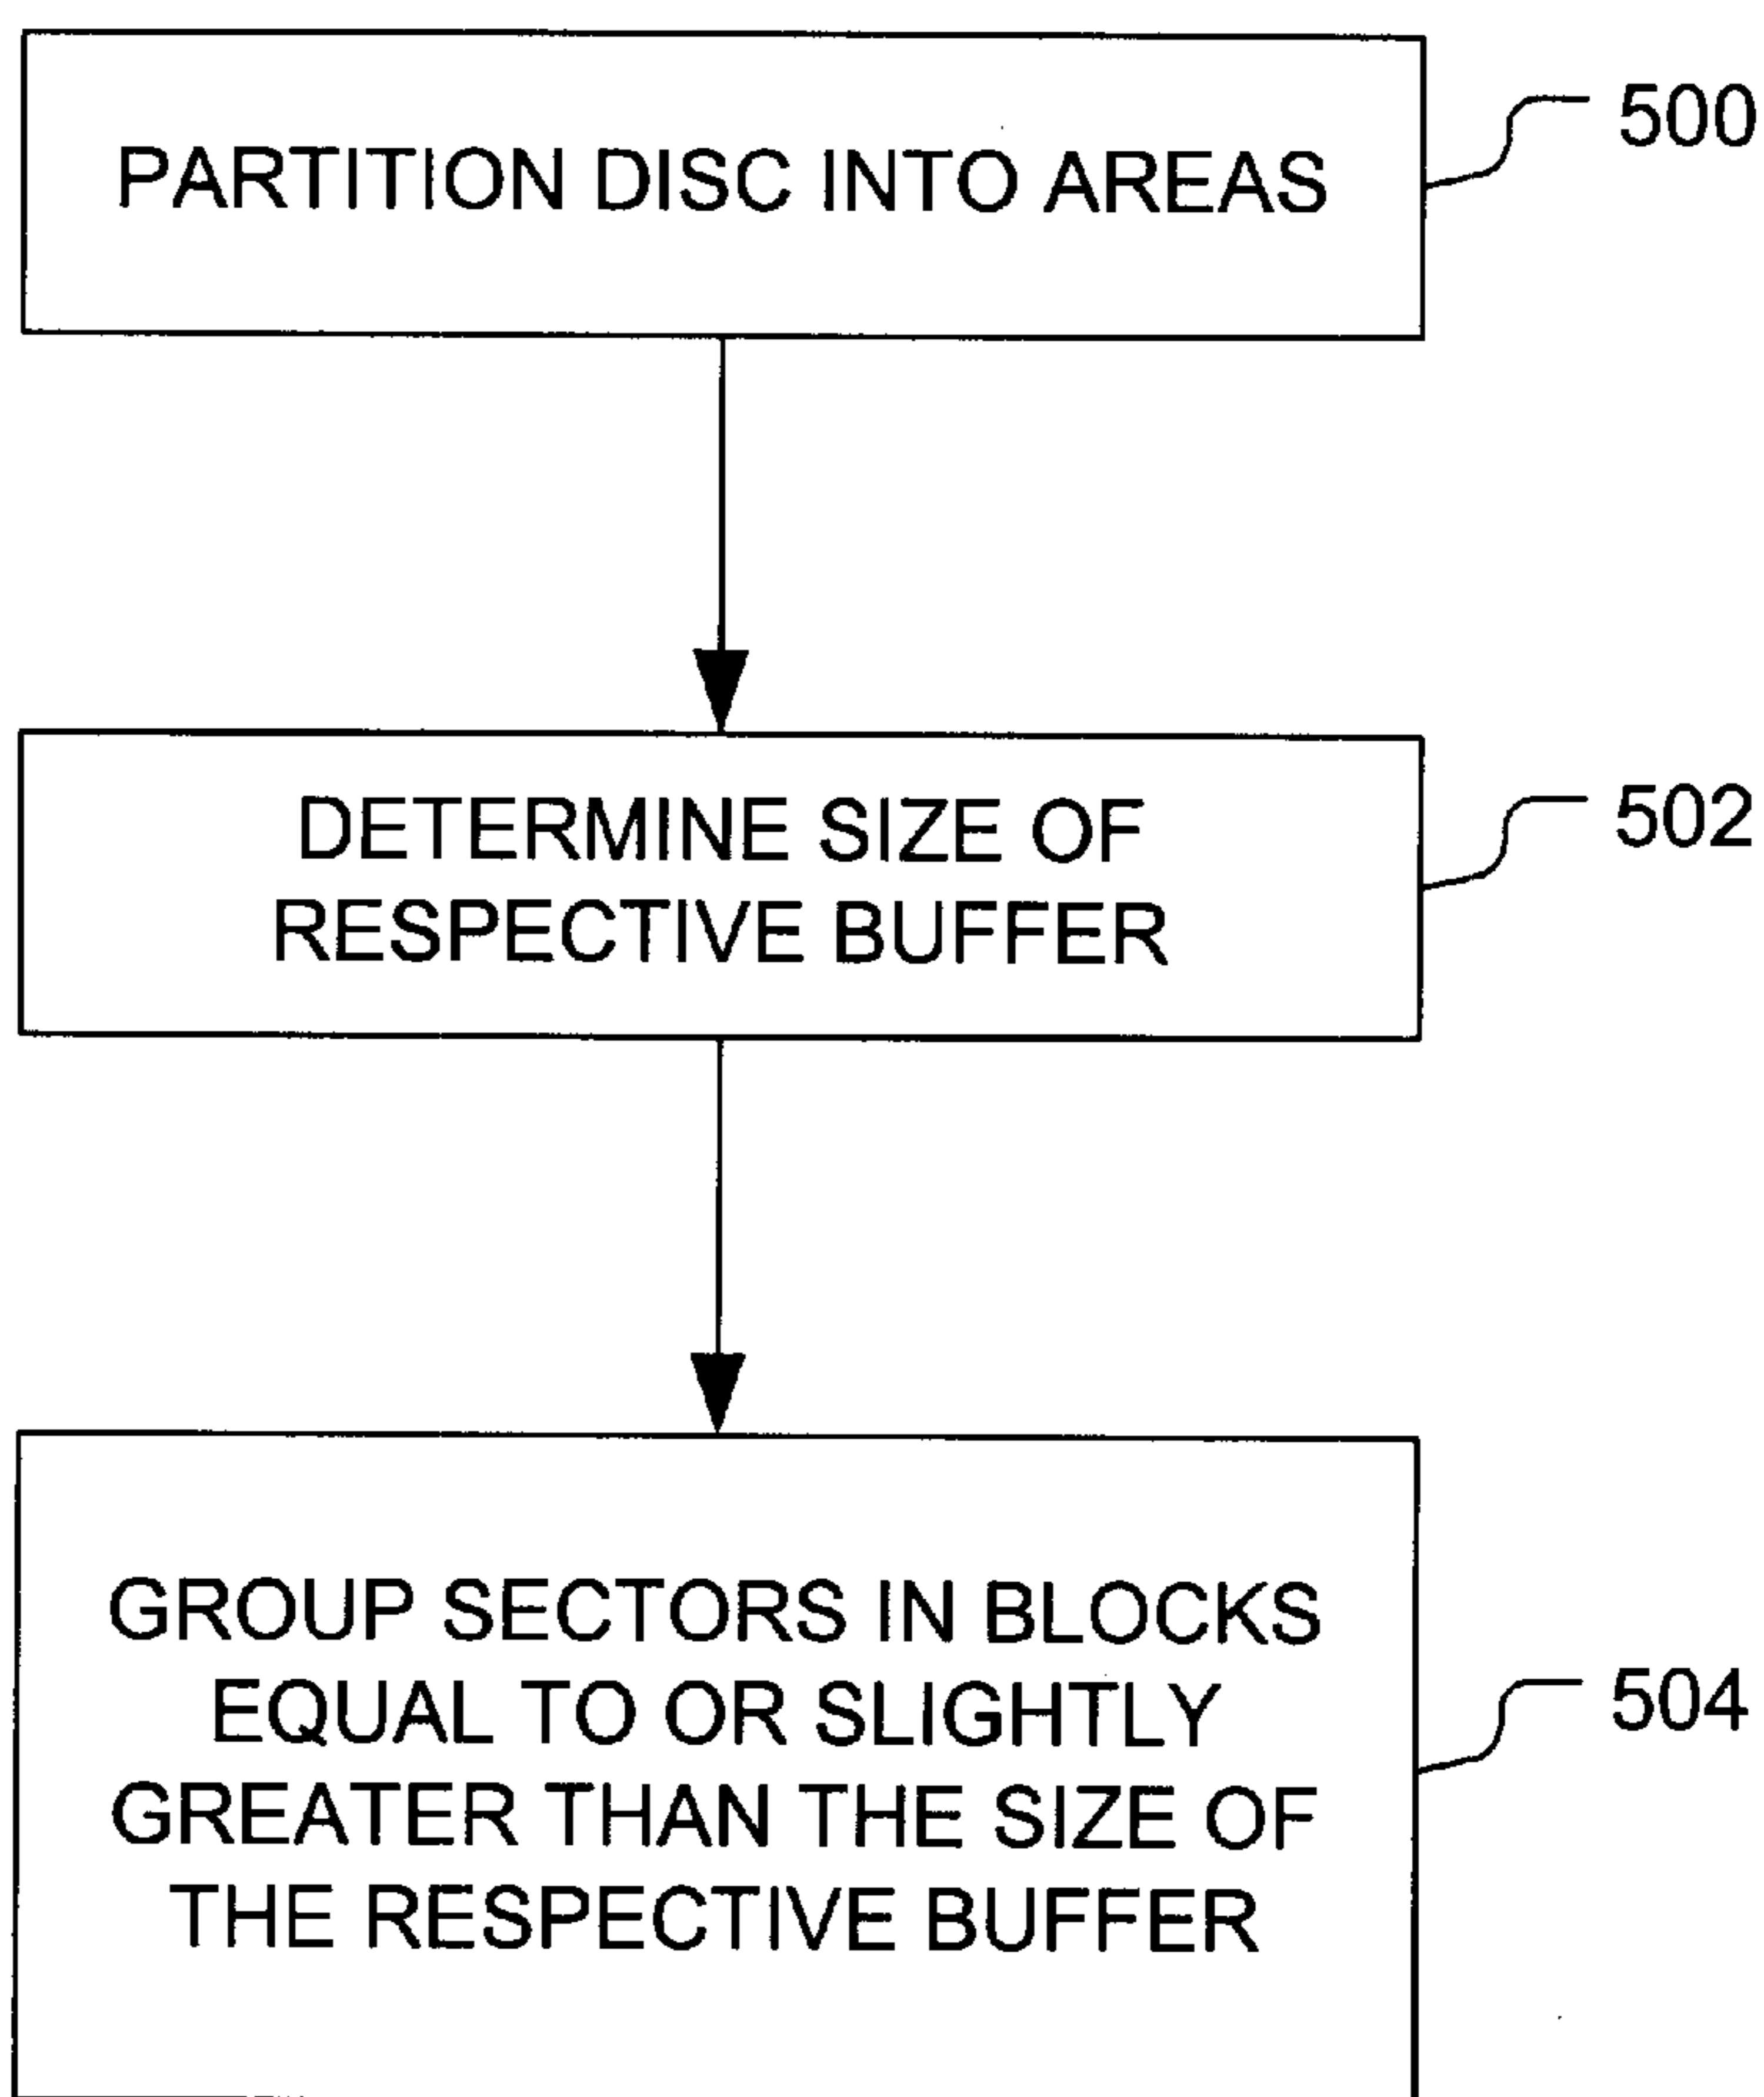 PARTITION DISC INTO AREAS
500
DETERMINE SIZE OF
RESPECTIVE BUFFER
502
GROUP SECTORS IN BLOCKS
EQUAL TO OR SLIGHTLY
GREATER THAN THE SIZE OF
THE RESPECTIVE BUFFER
504